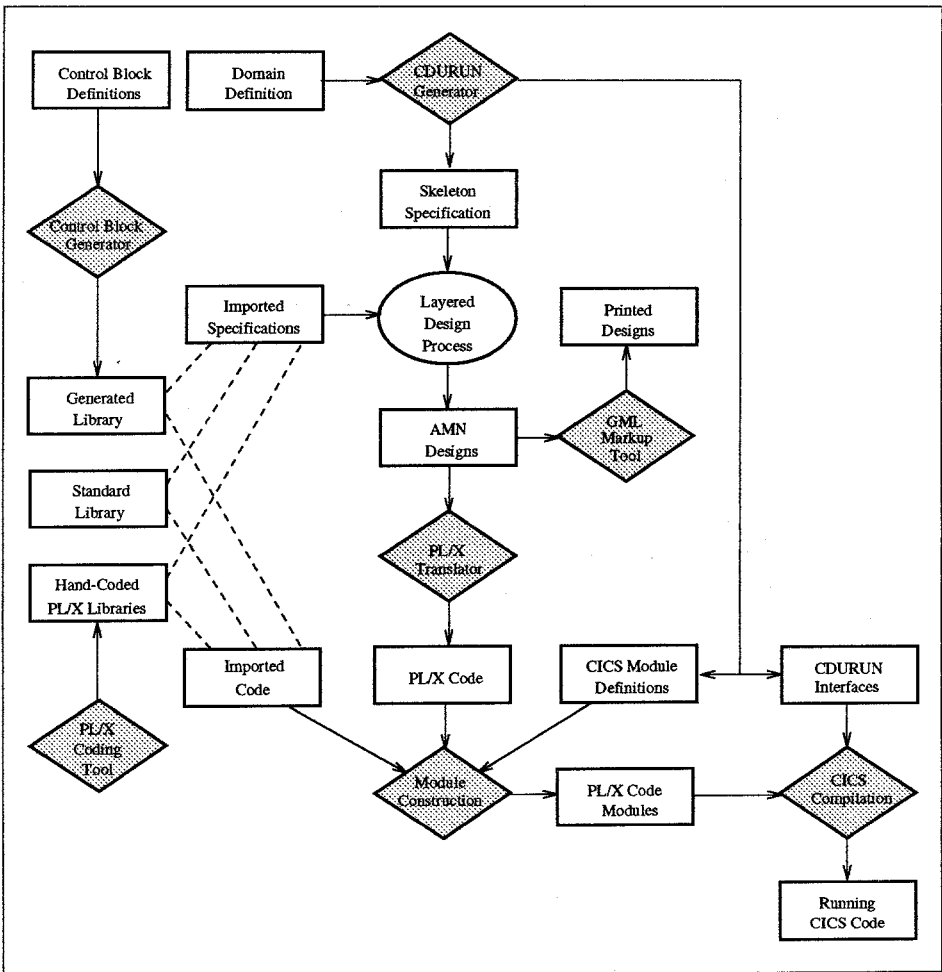 Control Block
Definitions
Domain
Definition
CDURUN
Generator
Skeleton
Specification
Control Block
Generator
Imported
Specifications
Layered
Design
Process
Printed
Designs
Generated
Library
AMN
Designs
GML
Markup
Tool
Standard
Library
PL/X
Translator
Hand-Coded
PL/X Libraries
Imported
Code
PL/X Code
CICS Module
Definitions
CDURUN
Interfaces
PL/X
Coding
Tool
Module
Construction
PL/X Code
Modules
CICS
Compilation
Running
CICS Code